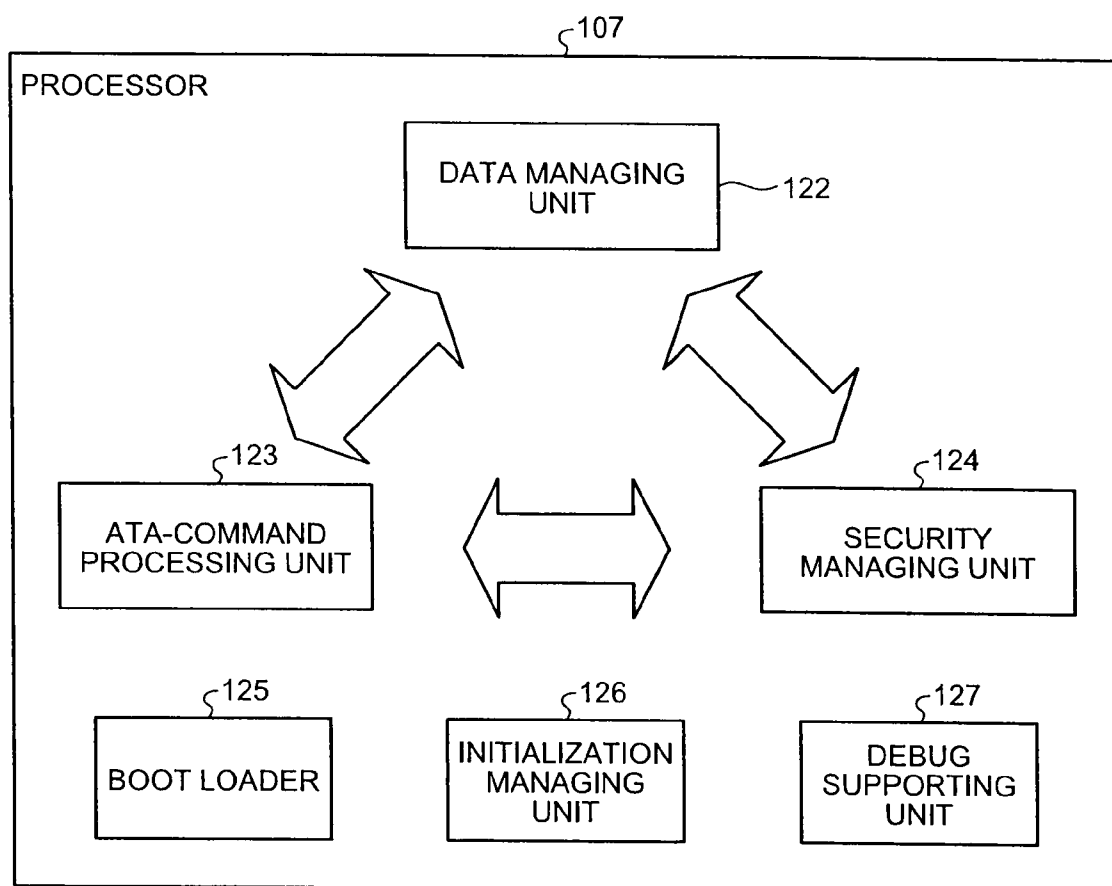 107
PROCESSOR
DATA MANAGING
UNIT
122
123
ATA-COMMAND
PROCESSING UNIT
124
SECURITY
MANAGING UNIT
125
BOOT LOADER
126
INITIALIZATION
MANAGING
UNIT
127
DEBUG
SUPPORTING
UNIT